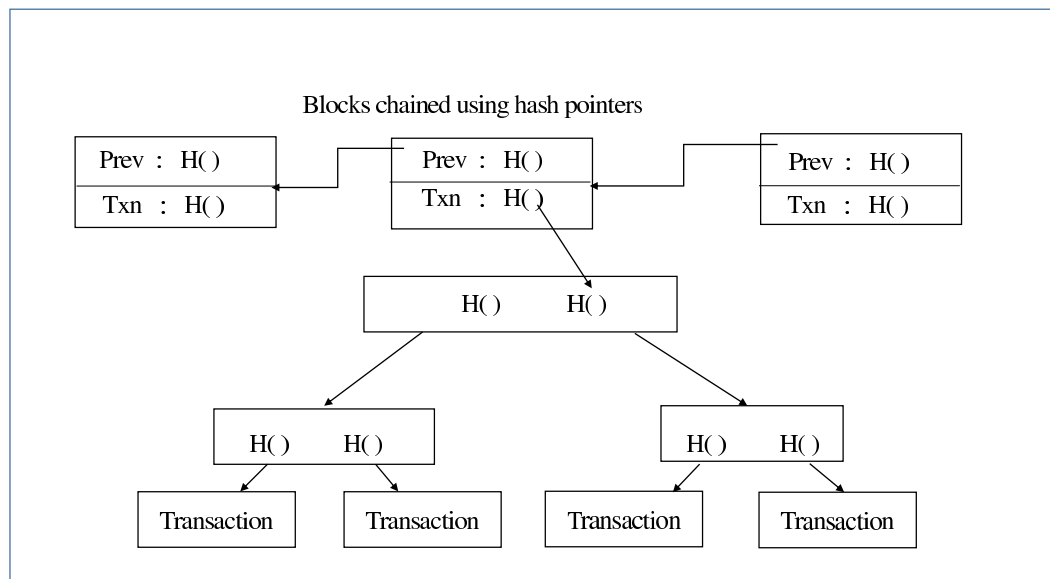 Blocks chained using hash pointers
Prev : H( )
Txn : H( )
Prev : H( )
Txn : H( )
Prev : H( )
Txn : H( )
H( ) H( )
H( ) H( )
H( ) H( )
Transaction
Transaction
Transaction
Transaction